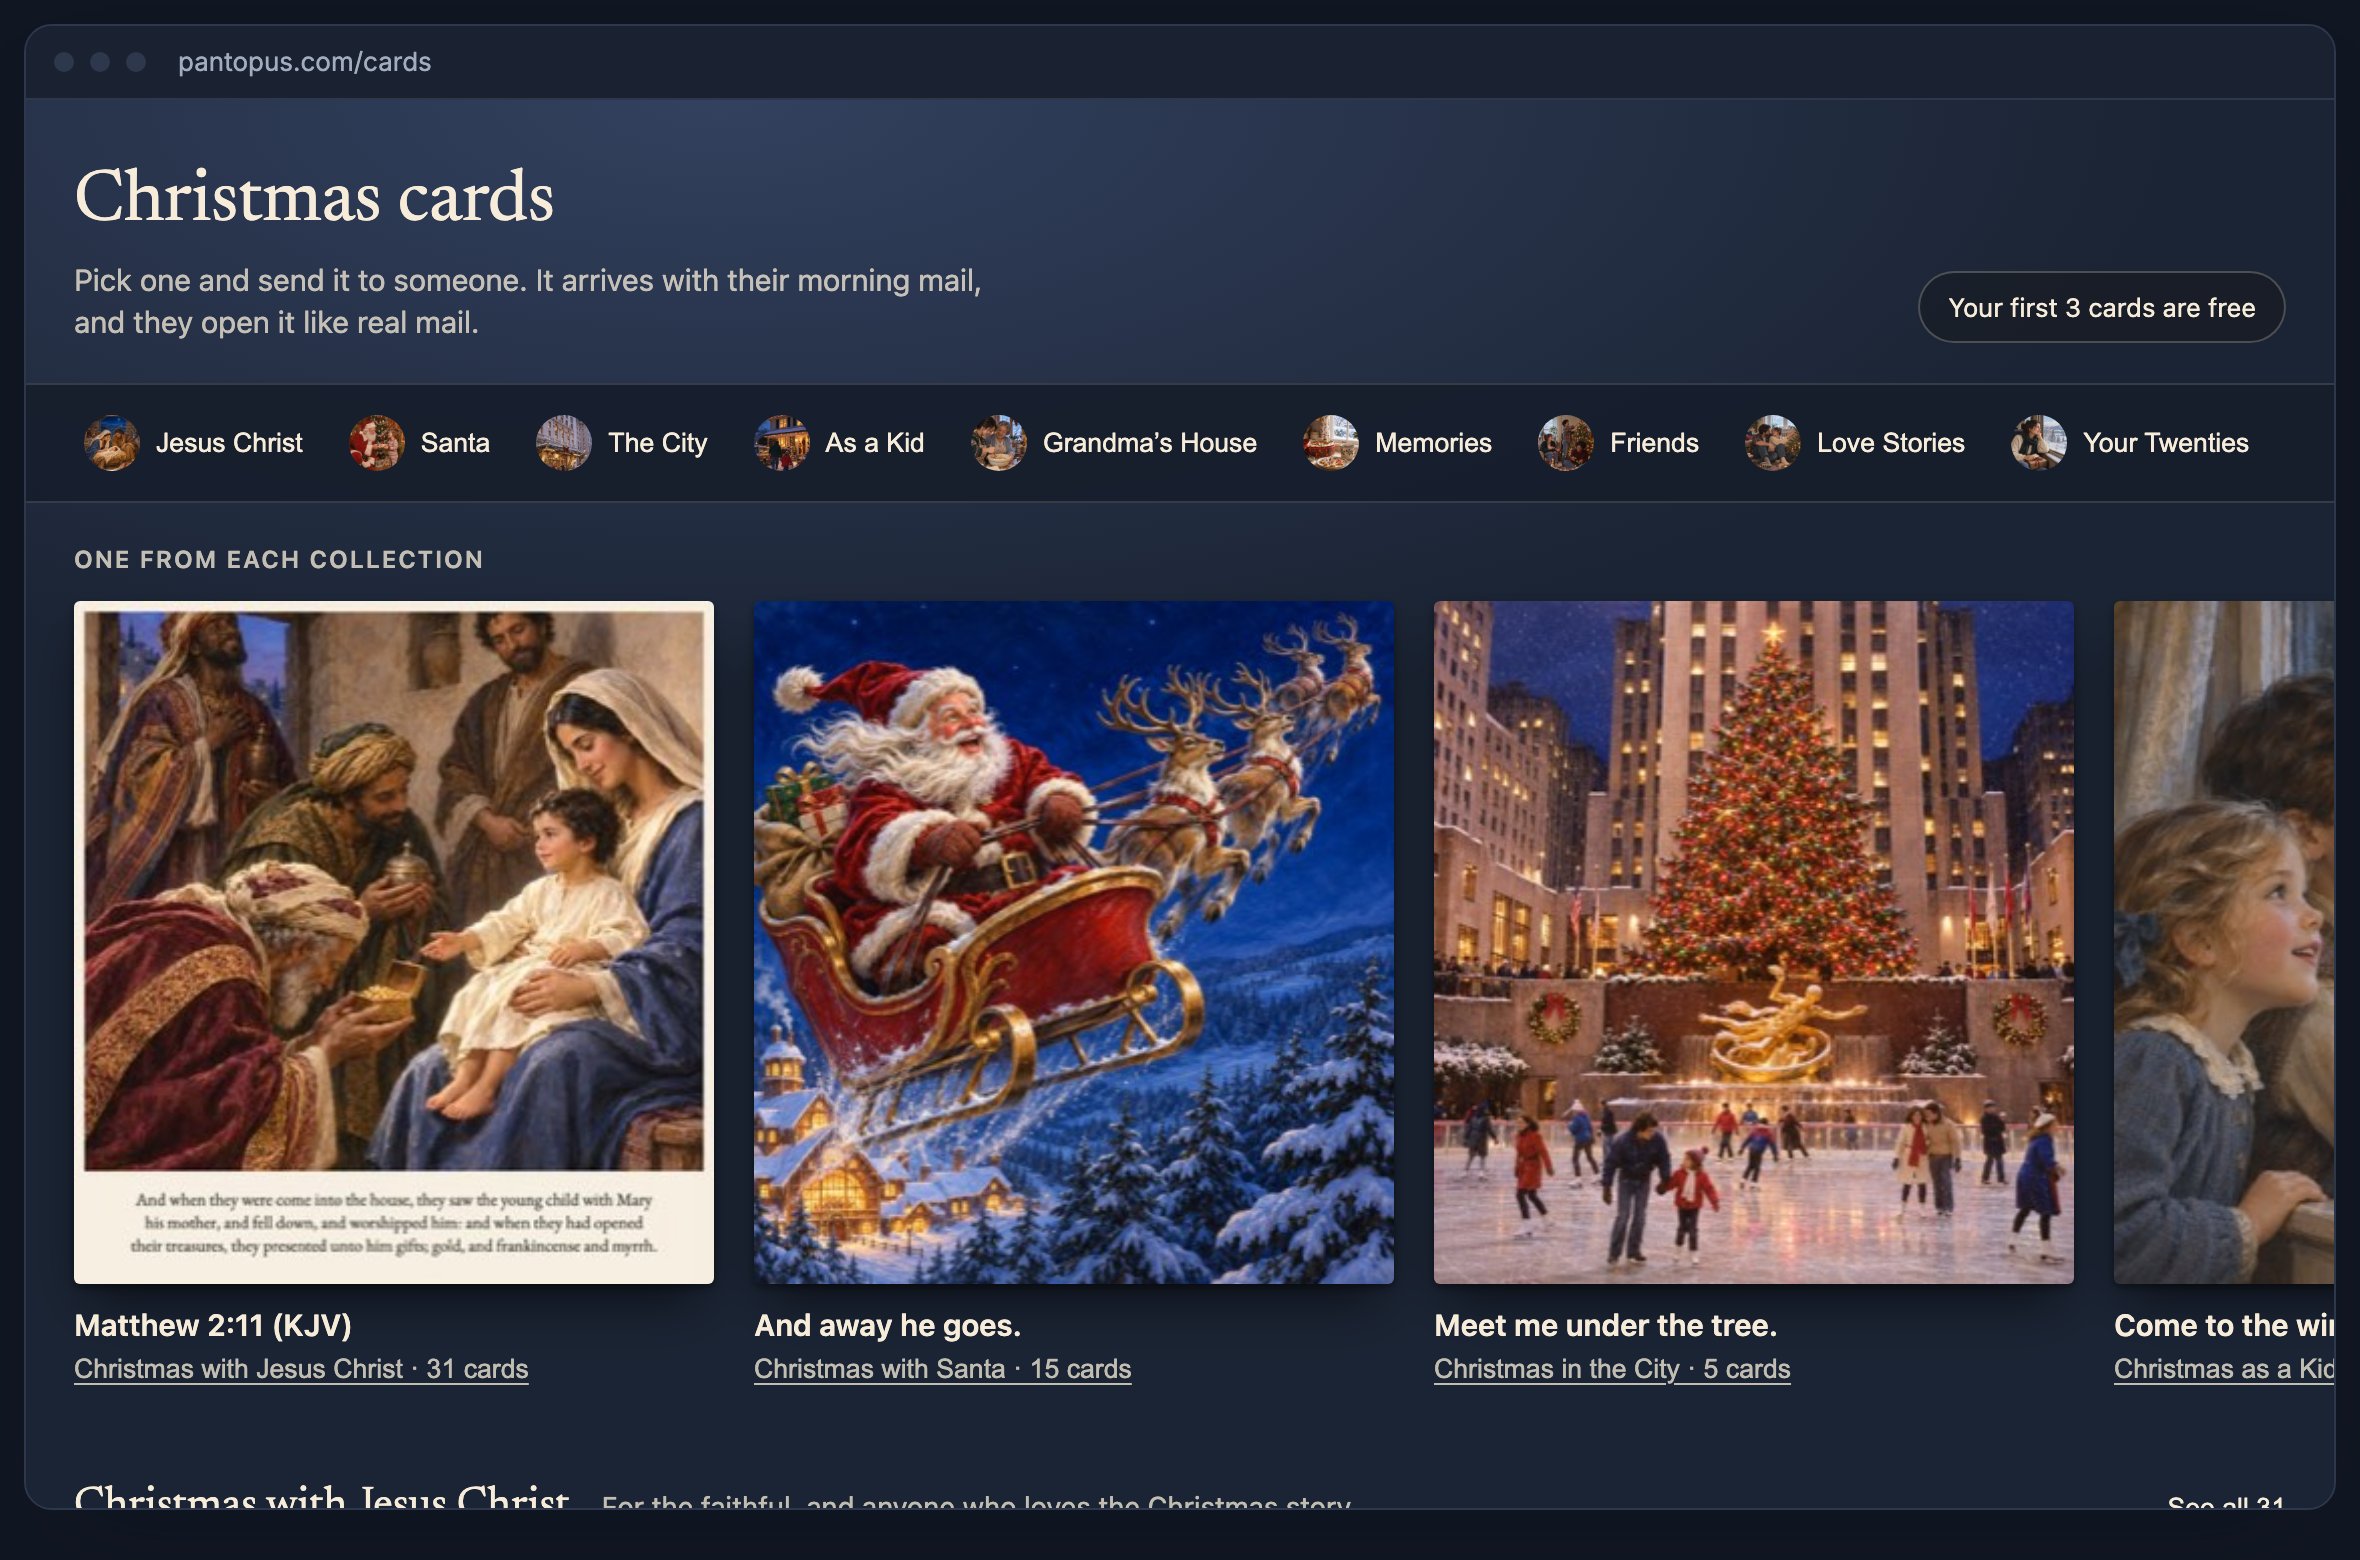 pantopus.com/cards
Christmas cards
Pick one and send it to someone. It arrives with their morning mail,
and they open it like real mail.
Your first 3 cards are free
Jesus Christ
Santa
The City
As a Kid
Grandma’s House
Memories
Friends
Love Stories
Your Twenties
ONE FROM EACH COLLECTION
And when they were come into the house, they saw the young child with Mary
his mother, and fell down, and worshipped him: and when they had opened
their treasures, they presented unto him gifts; gold, and frankincense and myrrh.
Matthew 2:11 (KJV)
Christmas with Jesus Christ · 31 cards
And away he goes.
Christmas with Santa · 15 cards
Meet me under the tree.
Christmas in the City · 5 cards
Come to the
Christmas as a Kid
Christmas with Jesus Christ
For the faithful, and anyone who loves the Christmas story
See all 31